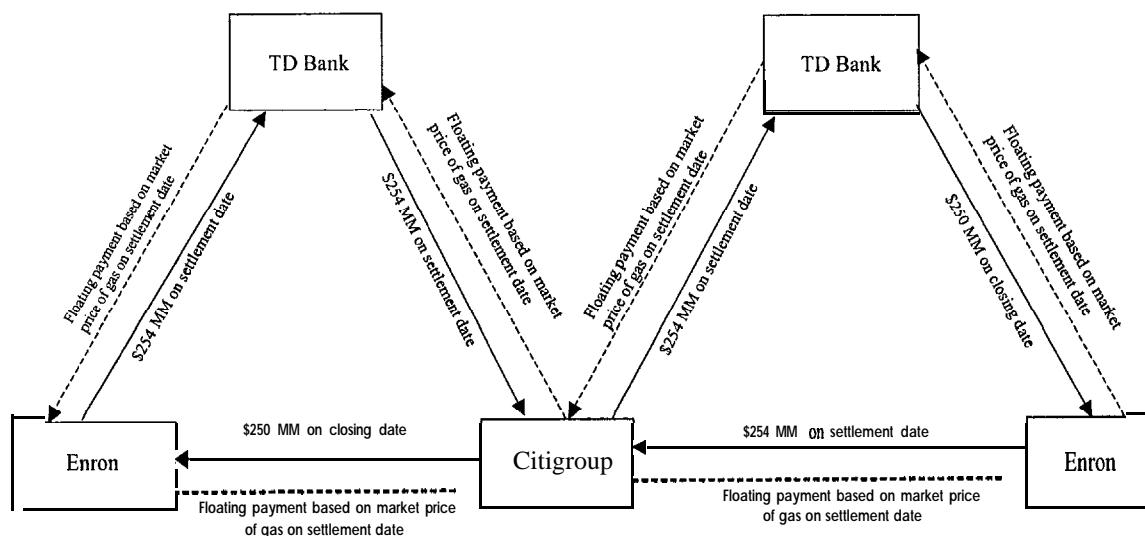 TD Bank
TD Bank
Floating payment based on market
price of gas on settlement date
$254 MM on settlement date
Floating payment based on market
price of gas on settlement date
$254 MM on settlement date
Floating payment based on market
price of gas on settlement date
$254 MM on settlement date
Floating payment based on market
price of gas on settlement date
$250 MM on closing date
Enron
$250 MM on closing date
Citigroup
$254 MM on settlement date
Enron
Floating payment based on market price
of gas on settlement date
Floating payment based on market price
of gas on settlement date